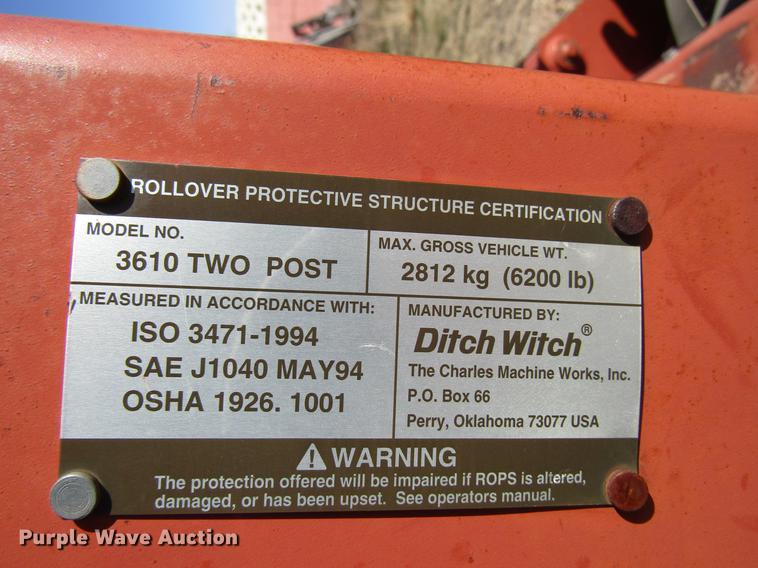 ROLLOVER PROTECTIVE STRUCTURE CERTIFICATION
MODEL NO.
3610 TWO POST
MAX. GROSS VEHICLE WT.
2812 kg (6200 lb)
MEASURED IN ACCORDANCE WITH:
ISO 3471-1994
SAE J1040 MAY94
OSHA 1926. 1001
MANUFACTURED BY:
Ditch Witch®
The Charles Machine Works, Inc.
P.O. Box 66
Perry, Oklahoma 73077 USA
WARNING
The protection offered will be impaired if ROPS is altered,
damaged, or has been upset. See operators manual.
Purple Wave Auction